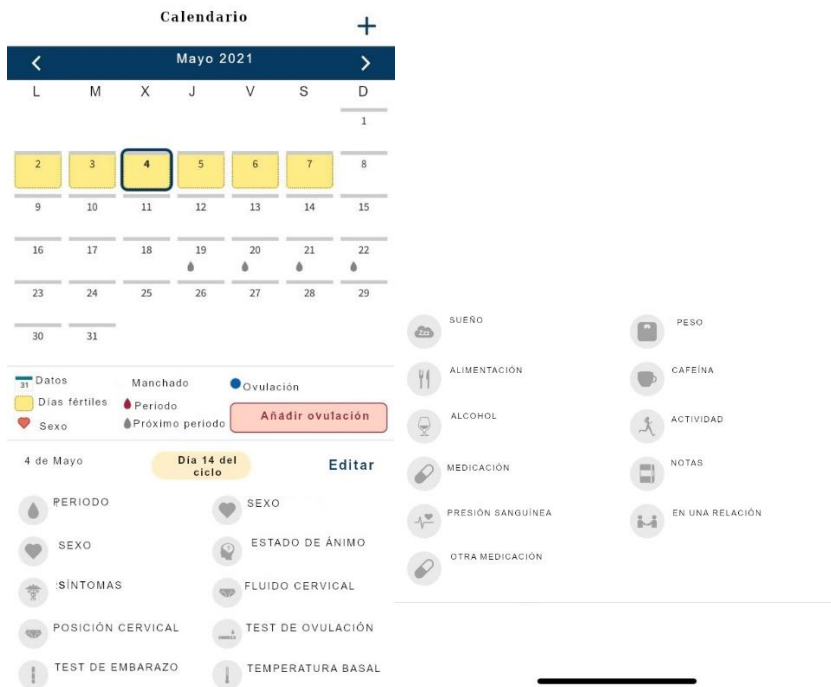 Calendario
+
< Mayo 2021 >
L M X J V S D
1
2 3 4 5 6 7 8
9 10 11 12 13 14 15
16 17 18 19 20 21 22
23 24 25 26 27 28 29
30 31
31 Datos Manchado Ovulación
Días fértiles Periodo
Sexo Próximo periodo Añadir ovulación
4 de Mayo Día 14 del ciclo Editar
PERIODO SEXO
SEXO ESTADO DE ÁNIMO
SÍNTOMAS FLUIDO CERVICAL
POSICIÓN CERVICAL TEST DE OVULACIÓN
TEST DE EMBARAZO TEMPERATURA BASAL
Zzz SUEÑO PESO
ALIMENTACIÓN CAFEÍNA
ALCOHOL ACTIVIDAD
MEDICACIÓN NOTAS
PRESIÓN SANGUÍNEA EN UNA RELACIÓN
OTRA MEDICACIÓN